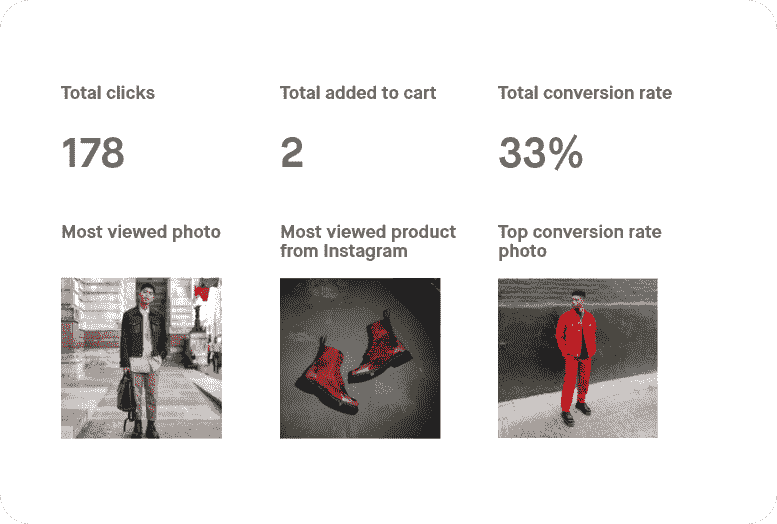 Total clicks
Total added to cart
Total conversion rate
178
2
33%
Most viewed photo
Most viewed product
from Instagram
Top conversion rate
photo